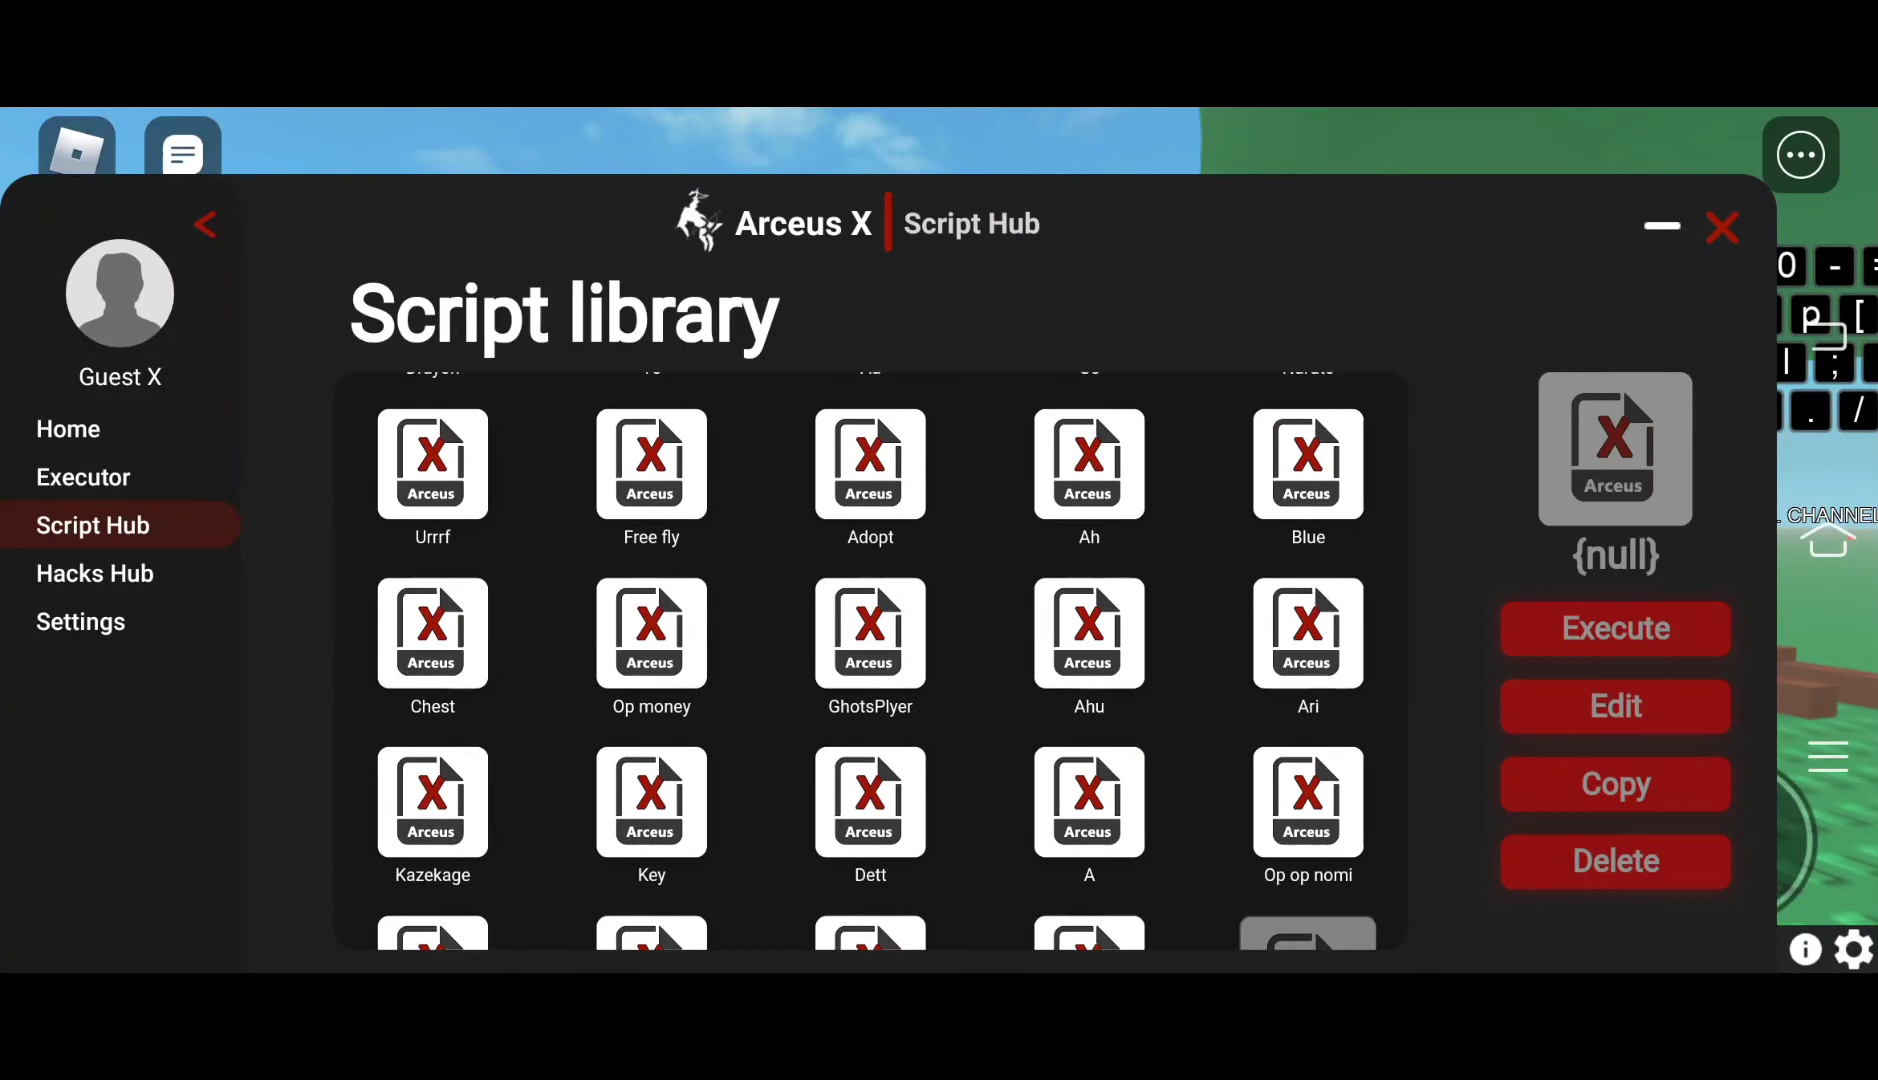 Arceus X | Script Hub
<
Script library
Guest X
Home
Executor
Script Hub
Hacks Hub
Settings
Arceus
Arceus
Arceus
Arceus
Arceus
Urrrf
Free fly
Adopt
Ah
Blue
Arceus
Arceus
Arceus
Arceus
Arceus
Chest
Op money
GhotsPlyer
Ahu
Ari
Arceus
Arceus
Arceus
Arceus
Arceus
Kazekage
Key
Dett
A
Op op nomi
Arceus
{null}
Execute
Edit
Copy
Delete
0 -
p [
;
. /
CHANNEL